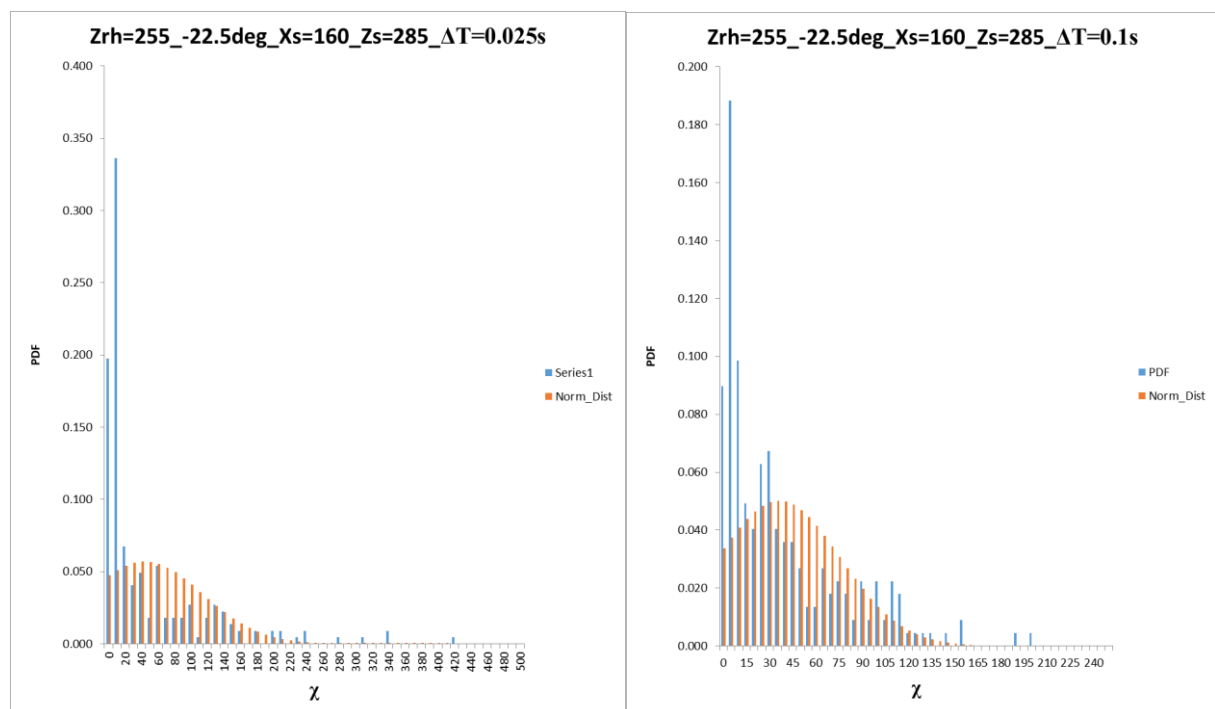 Zrh=255_-22.5deg_Xs=160_Zs=285_ΔT=0.025s
0.400
0.350
0.300
0.250
0.200
0.150
0.100
0.050
0.000
PDF
Series1
Norm_Dist
0 20 40 60 80 100 120 140 160 180 200 220 240 260 280 300 320 340 360 380 400 420 440 460 480 500
χ
Zrh=255_-22.5deg_Xs=160_Zs=285_ΔT=0.1s
0.200
0.180
0.160
0.140
0.120
0.100
0.080
0.060
0.040
0.020
0.000
PDF
PDF
Norm_Dist
0 15 30 45 60 75 90 105 120 135 150 165 180 195 210 225 240
χ